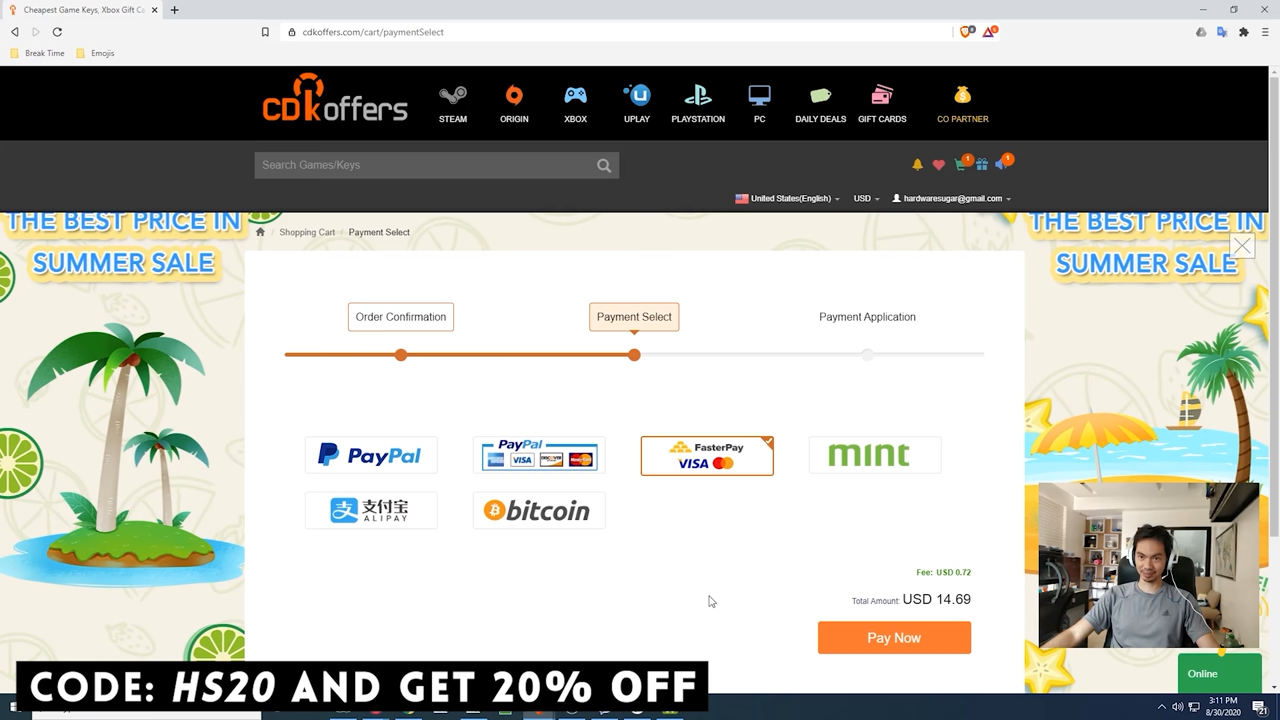 Cheapest Game Keys, Xbox Gift C
cdkoffers.com/cart/paymentSelect
Break Time
Emojis
CDKoffers
STEAM
ORIGIN
XBOX
UPLAY
PLAYSTATION
PC
DAILY DEALS
GIFT CARDS
CO PARTNER
Search Games/Keys
1
1
United States(English)
USD
hardwaresugar@gmail.com
THE BEST PRICE IN
SUMMER SALE
THE BEST PRICE IN
SUMMER SALE
/ Shopping Cart / Payment Select
Order Confirmation
Payment Select
Payment Application
PayPal
PayPal
VISA
DISCOVER
FasterPay
VISA
mint
支付宝
ALIPAY
bitcoin
Fee: USD 0.72
Total Amount: USD 14.69
Pay Now
Online
CODE: HS20 AND GET 20% OFF
3:11 PM
8/30/2020
21